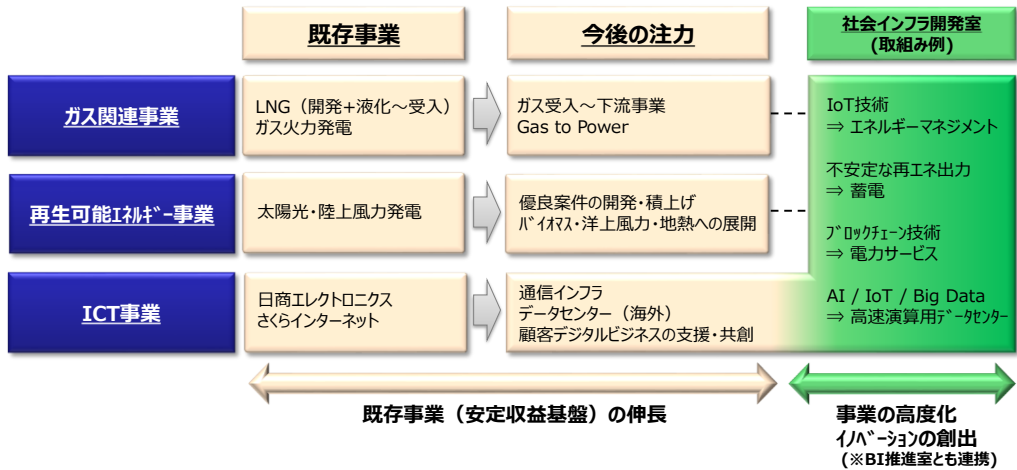 既存事業
今後の注力
社会インフラ開発室
(取組み例)
ガス関連事業
LNG（開発+液化～受入）
ガス火力発電
ガス受入～下流事業
Gas to Power
再生可能ｴﾈﾙｷﾞｰ事業
太陽光・陸上風力発電
優良案件の開発・積上げ
ﾊﾞｲｵﾏｽ・洋上風力・地熱への展開
ICT事業
日商エレクトロニクス
さくらインターネット
通信インフラ
データセンター（海外）
顧客デジタルビジネスの支援・共創
IoT技術
⇒ エネルギーマネジメント
不安定な再エネ出力
⇒ 蓄電
ﾌﾞﾛｯｸﾁｪｰﾝ技術
⇒ 電力サービス
AI / IoT / Big Data
⇒ 高速演算用ﾃﾞｰﾀｾﾝﾀｰ
既存事業（安定収益基盤）の伸長
事業の高度化
ｲﾉﾍﾞｰｼｮﾝの創出
(※BI推進室とも連携)